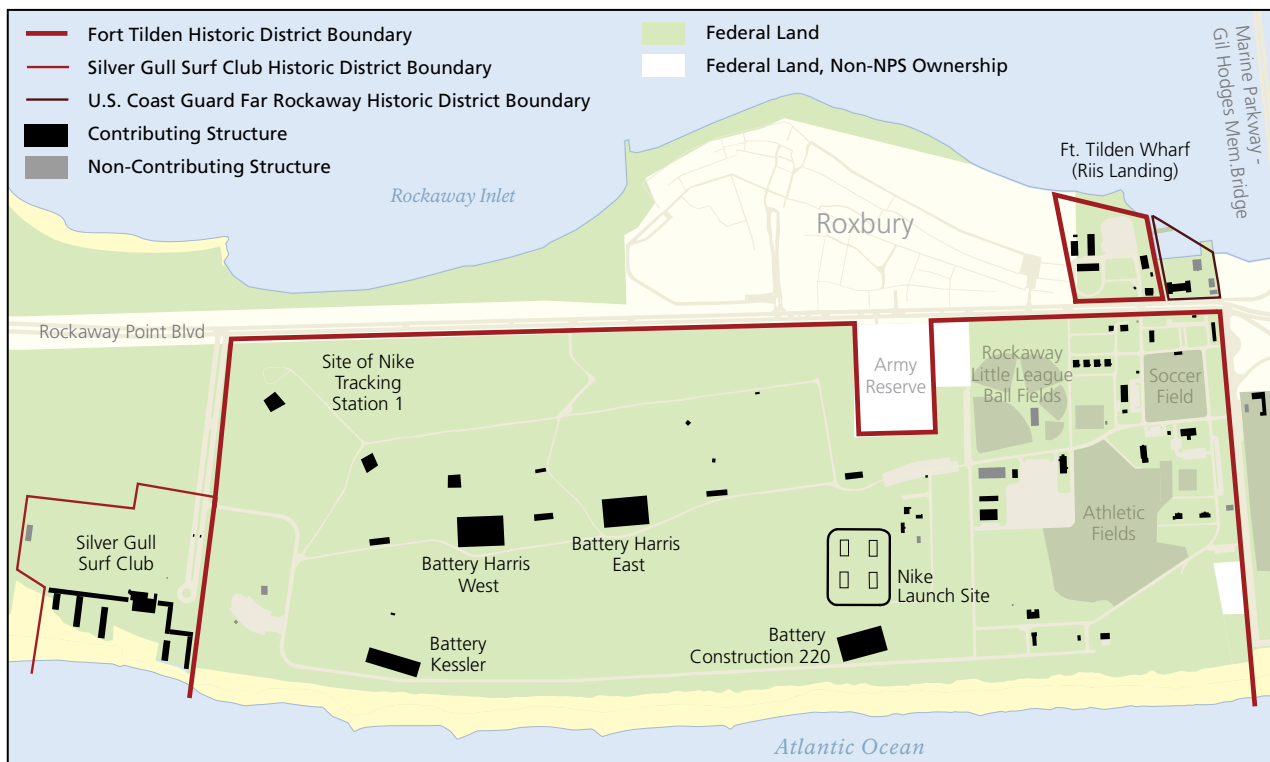 Fort Tilden Historic District Boundary
Silver Gull Surf Club Historic District Boundary
U.S. Coast Guard Far Rockaway Historic District Boundary
Contributing Structure
Non-Contributing Structure
Federal Land
Federal Land, Non-NPS Ownership
Marine Parkway -
Gil Hodges Mem.Bridge
Ft. Tilden Wharf
(Riis Landing)
Rockaway Inlet
Roxbury
Rockaway Point Blvd
Site of Nike
Tracking
Station 1
Army
Reserve
Rockaway
Little League
Ball Fields
Soccer
Field
Silver Gull
Surf Club
Battery Harris
West
Battery Harris
East
Athletic
Fields
Nike
Launch Site
Battery
Kessler
Battery
Construction 220
Atlantic Ocean